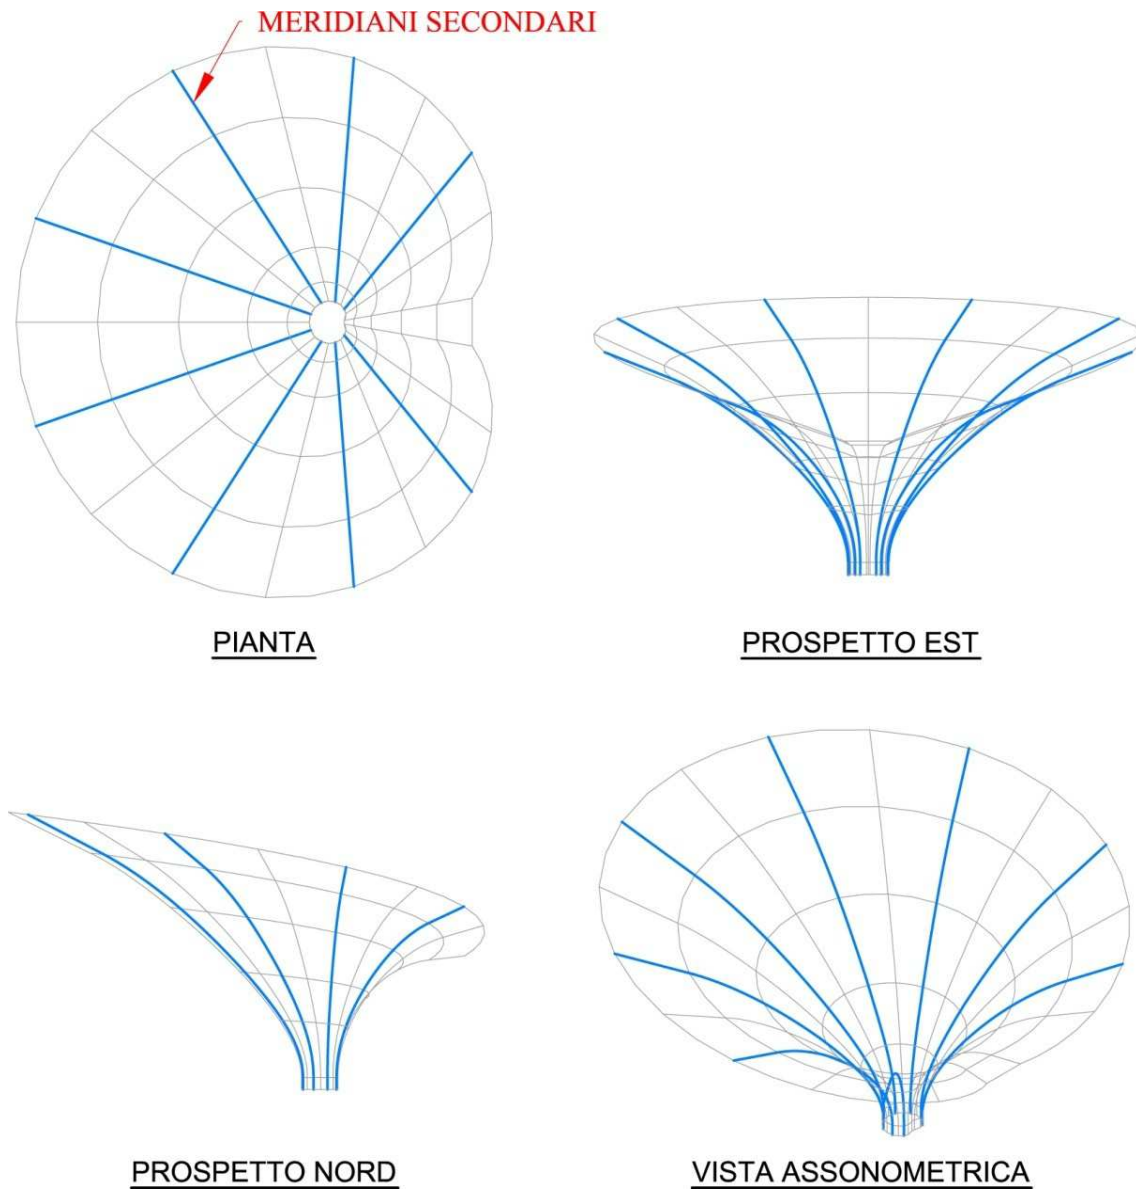 MERIDIANI SECONDARI
PIANTA
PROSPETTO EST
PROSPETTO NORD
VISTA ASSONOMETRICA